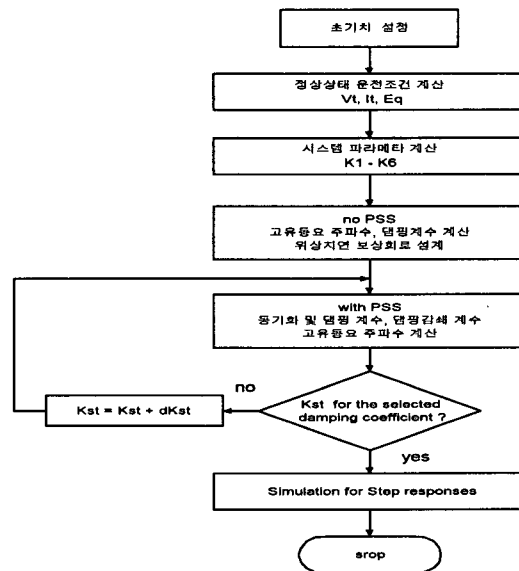 초기치 설정
정상상태 운전조건 계산
Vt, It, Eq
시스템 파라메타 계산
K1 - K6
no PSS
고유동요 주파수, 댐핑계수 계산
위상지연 보상회로 설계
with PSS
동기화 및 댐핑 계수, 댐핑감쇄 계수
고유동요 주파수 계산
no
Kst = Kst + dKst
Kst for the selected
damping coefficient ?
yes
Simulation for Step responses
srop